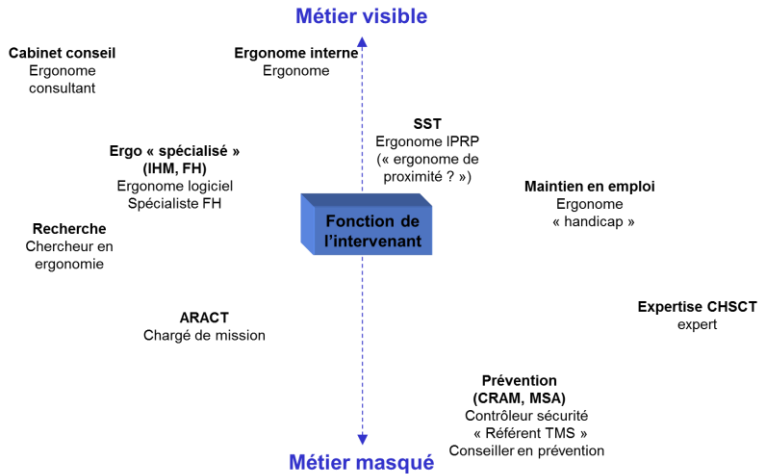 Métier visible
Cabinet conseil
Ergonome
consultant
Ergonome interne
Ergonome
SST
Ergonome IPRP
(« ergonome de
proximité ? »)
Ergo « spécialisé »
(IHM, FH)
Ergonome logiciel
Spécialiste FH
Maintien en emploi
Ergonome
« handicap »
Fonction de
l'intervenant
Recherche
Chercheur en
ergonomie
ARACT
Chargé de mission
Expertise CHSCT
expert
Prévention
(CRAM, MSA)
Contrôleur sécurité
« Référent TMS »
Conseiller en prévention
Métier masqué